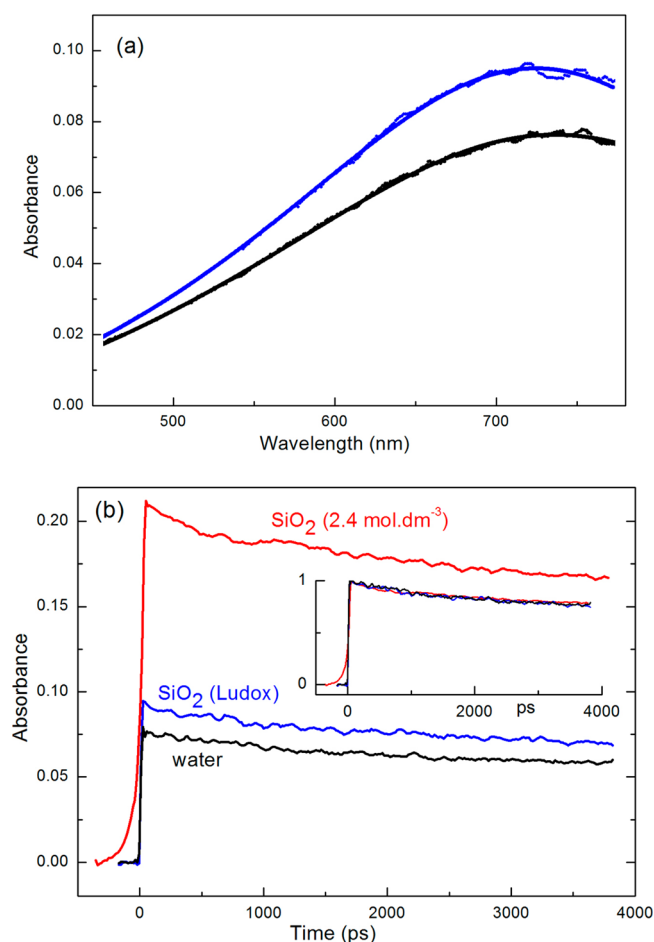 (a)
0.10
0.08
0.06
0.04
0.02
0.00
Absorbance
500 600 700
Wavelength (nm)
(b)
0.20
0.15
0.10
0.05
0.00
Absorbance
SiO2 (2.4 mol.dm-3)
1
0
0 2000 ps 4000
SiO2 (Ludox)
water
0 1000 2000 3000 4000
Time (ps)